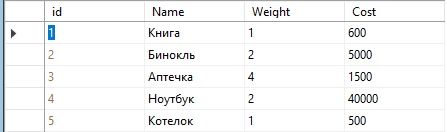 id Name Weight Cost
1 Книга 1 600
2 Бинокль 2 5000
3 Аптечка 4 1500
4 Ноутбук 2 40000
5 Котелок 1 500